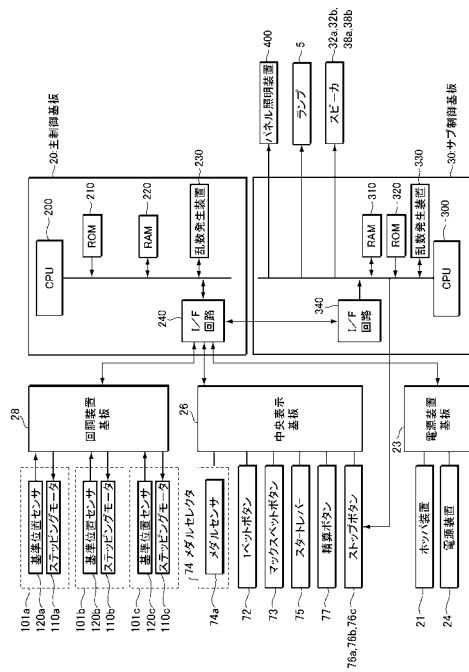 20:主制御基板
200
CPU
210
ROM
220
RAM
230
乱数発生装置
240
I/F
回路
400
パネル照明装置
5
ランプ
32a,32b,
38a,38b
スピーカ
30:サブ制御基板
310
RAM
320
ROM
330
乱数発生装置
300
CPU
340
I/F
回路
28
回胴装置
基板
26
中央表示
基板
23
電源装置
基板
101a
基準位置センサ
120a
ステッピングモータ
110a
101b
基準位置センサ
120b
ステッピングモータ
110b
101c
基準位置センサ
120c
ステッピングモータ
110c
74 メダルセレクタ
メダルセンサ
74a
1ベットボタン
72
マックスベットボタン
73
スタートレバー
75
精算ボタン
77
ストップボタン
76a,76b,76c
ホッパ装置
21
電源装置
24